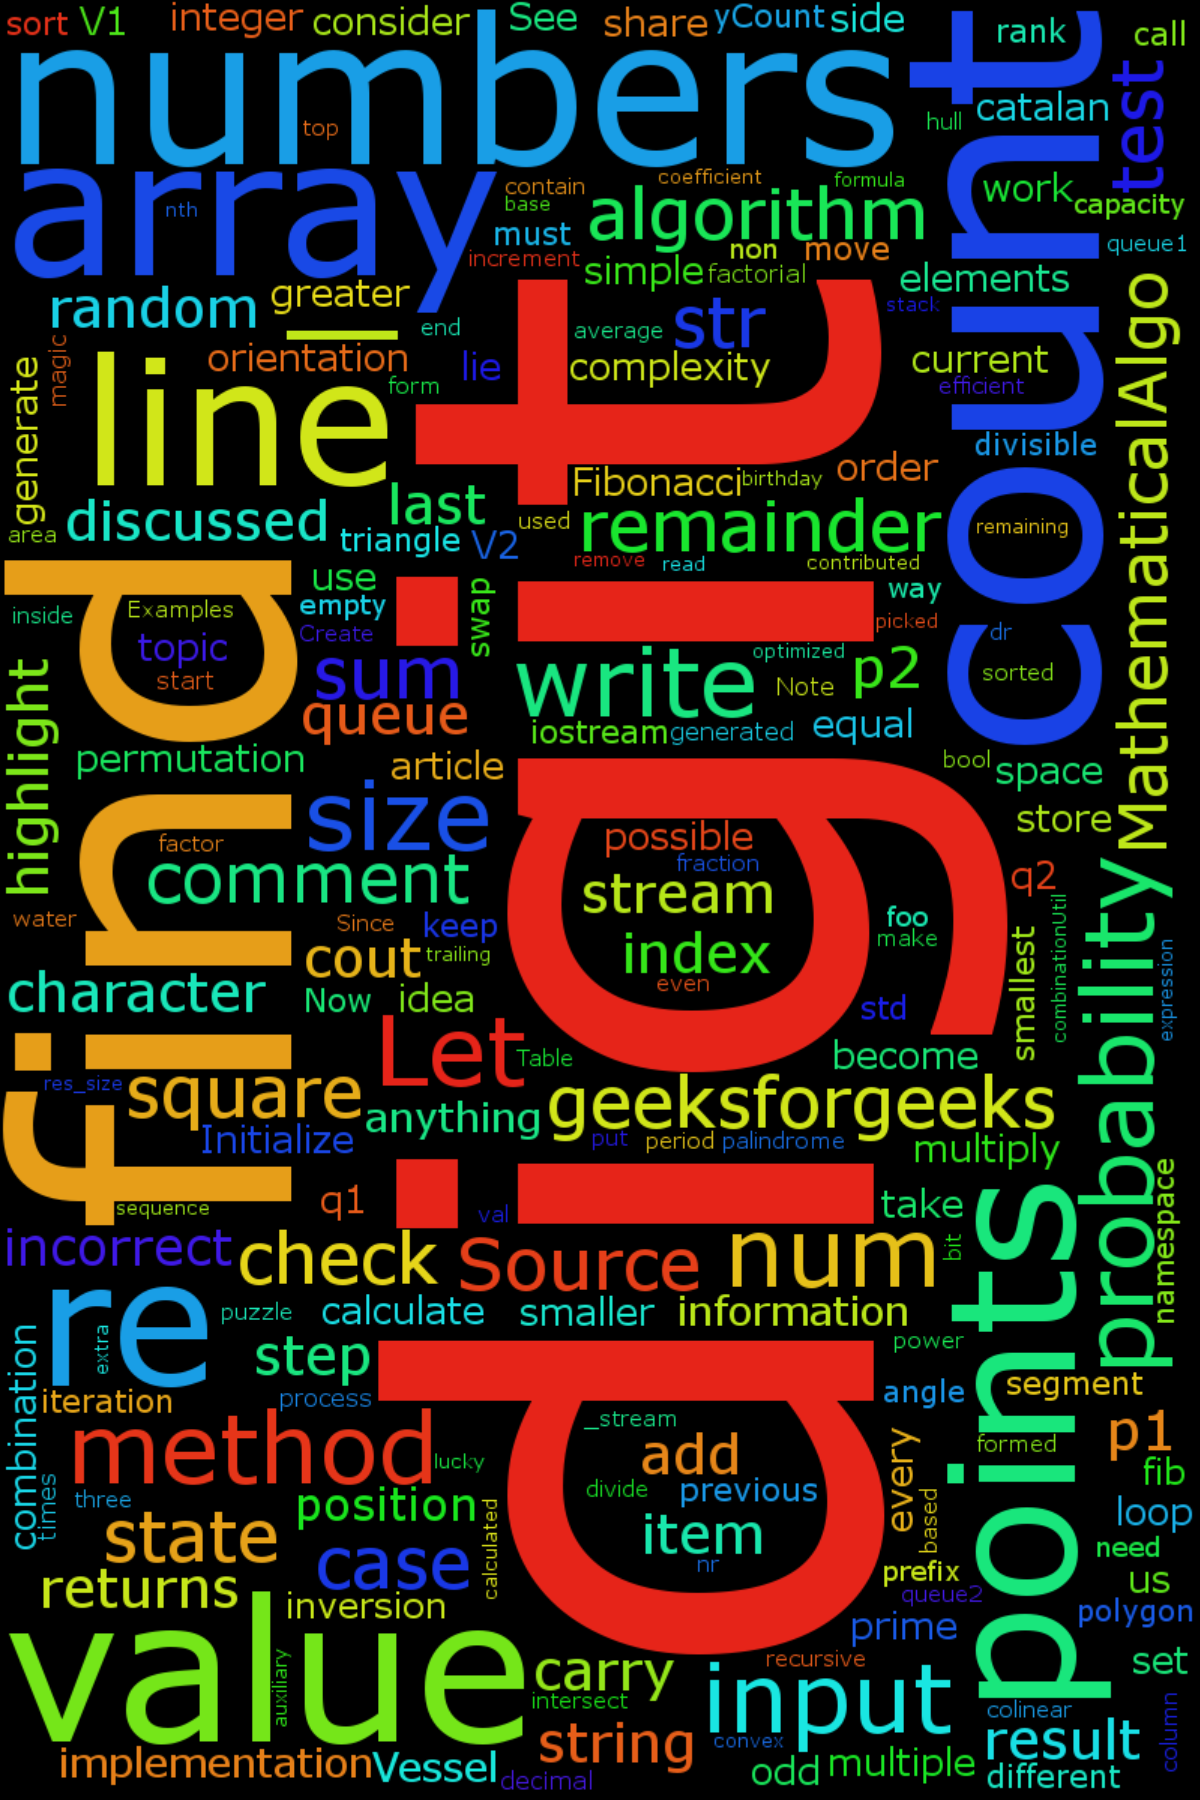 sort V1 integer consider See share yCount side rank call
numbers
top
hull
catalan
test
array
nth
contain
base
coefficient
formula
algorithm
must
increment
non
move
work
capacity
count
queue1
random
greater
simple
factorial
elements
stack
end
average
str
magic
orientation
line
lie
form
complexity
current
efficient
generate
MathematicalAlgo
digit
Fibonacci
birthday
order
divisible
area
discussed
last
triangle
V2
used
remainder
remaining
remove
read
contributed
find
use
empty
Create
swap
way
picked
inside
Examples
topic
start
sum
queue
write
optimized
Note
p2
dr
sorted
highlight
iostream
generated
equal
permutation
article
bool
space
size
store
factor
comment
possible
fraction
stream
q2
water
Since
keep
index
foo
make
smallest
combinationUtil
probability
expression
cout
trailing
even
character
Now
idea
std
Let
Table
become
res_size
square
geeksforgeeks
anything
Initialize
put
period
palindrome
multiply
sequence
q1
val
take
points
namespace
incorrect
check
Source
num
bit
re
extra
puzzle
calculate
smaller
information
combination
step
power
iteration
process
angle
segment
method
lucky
_stream
add
every
formed
p1
fib
times
three
position
calculated
divide
previous
based
loop
state
case
item
nr
need
returns
inversion
prefix
queue2
us
polygon
value
auxiliary
prime
carry
intersect
recursive
set
input
colinear
column
string
convex
result
implementation
Vessel
decimal
odd
multiple
different